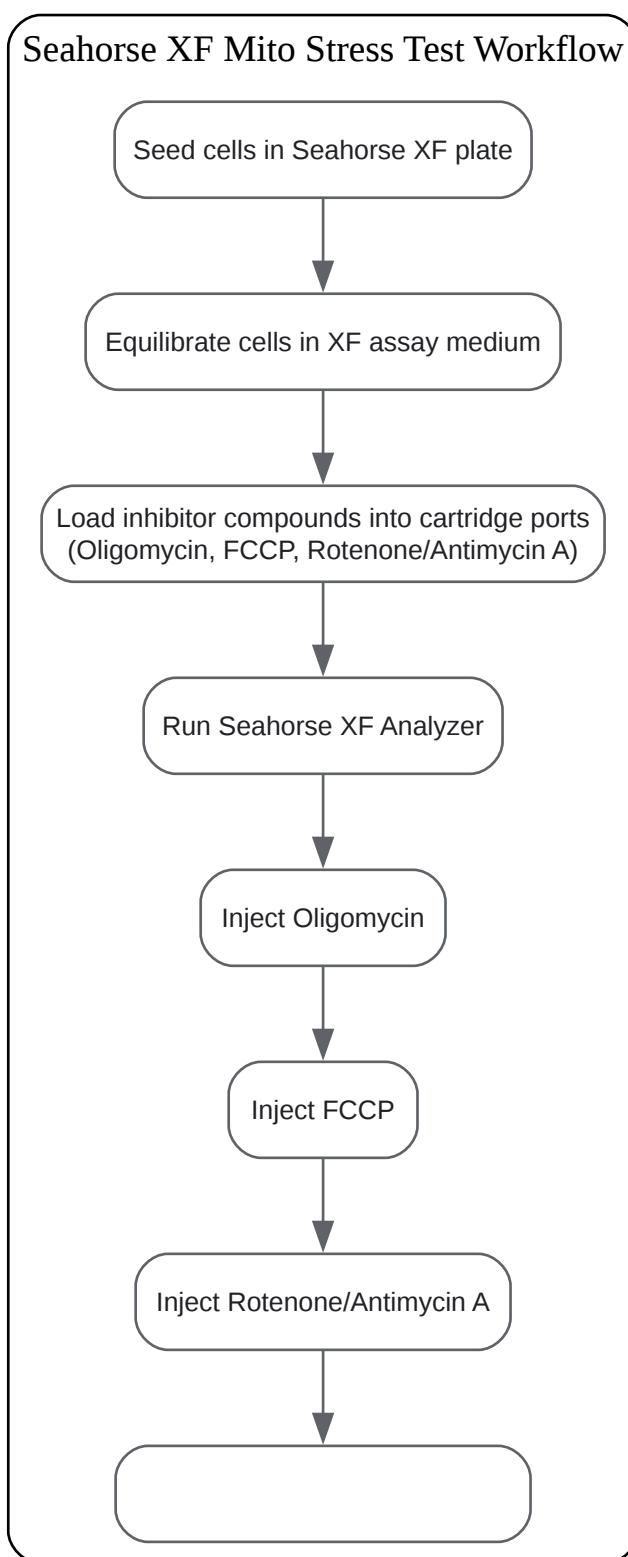 Seahorse XF Mito Stress Test Workflow
Seed cells in Seahorse XF plate
Equilibrate cells in XF assay medium
Load inhibitor compounds into cartridge ports
(Oligomycin, FCCP, Rotenone/Antimycin A)
Run Seahorse XF Analyzer
Inject Oligomycin
Inject FCCP
Inject Rotenone/Antimycin A